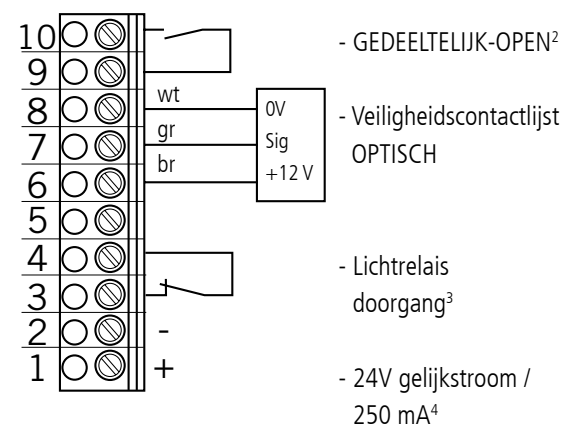 10
9
8
7
6
5
4
3
2 -
1 +
wt
gr
br
0V
Sig
+12 V
- GEDEELTELIJK-OPEN²
- Veiligheidscontactlijst
OPTISCH
- Lichtrelais
doorgang³
- 24V gelijkstroom /
250 mA⁴